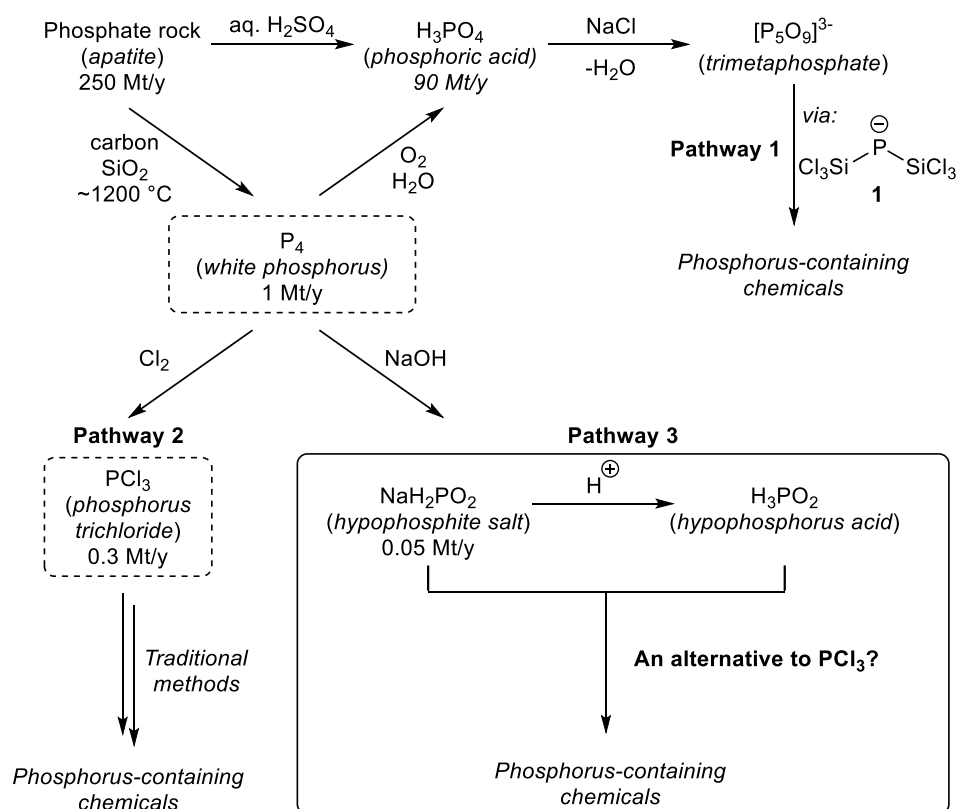 Phosphate rock
(apatite)
250 Mt/y
aq. H₂SO₄
H₃PO₄
(phosphoric acid)
90 Mt/y
NaCl
-H₂O
[P₅O₉]³⁻
(trimetaphosphate)
carbon
SiO₂
~1200 °C
O₂
H₂O
Pathway 1
via:
⊖
Cl₃Si P SiCl₃
1
Phosphorus-containing
chemicals
P₄
(white phosphorus)
1 Mt/y
Cl₂
NaOH
Pathway 2
PCl₃
(phosphorus
trichloride)
0.3 Mt/y
Traditional
methods
Phosphorus-containing
chemicals
Pathway 3
NaH₂PO₂
(hypophosphite salt)
0.05 Mt/y
H⊕
H₃PO₂
(hypophosphorus acid)
An alternative to PCl₃?
Phosphorus-containing
chemicals